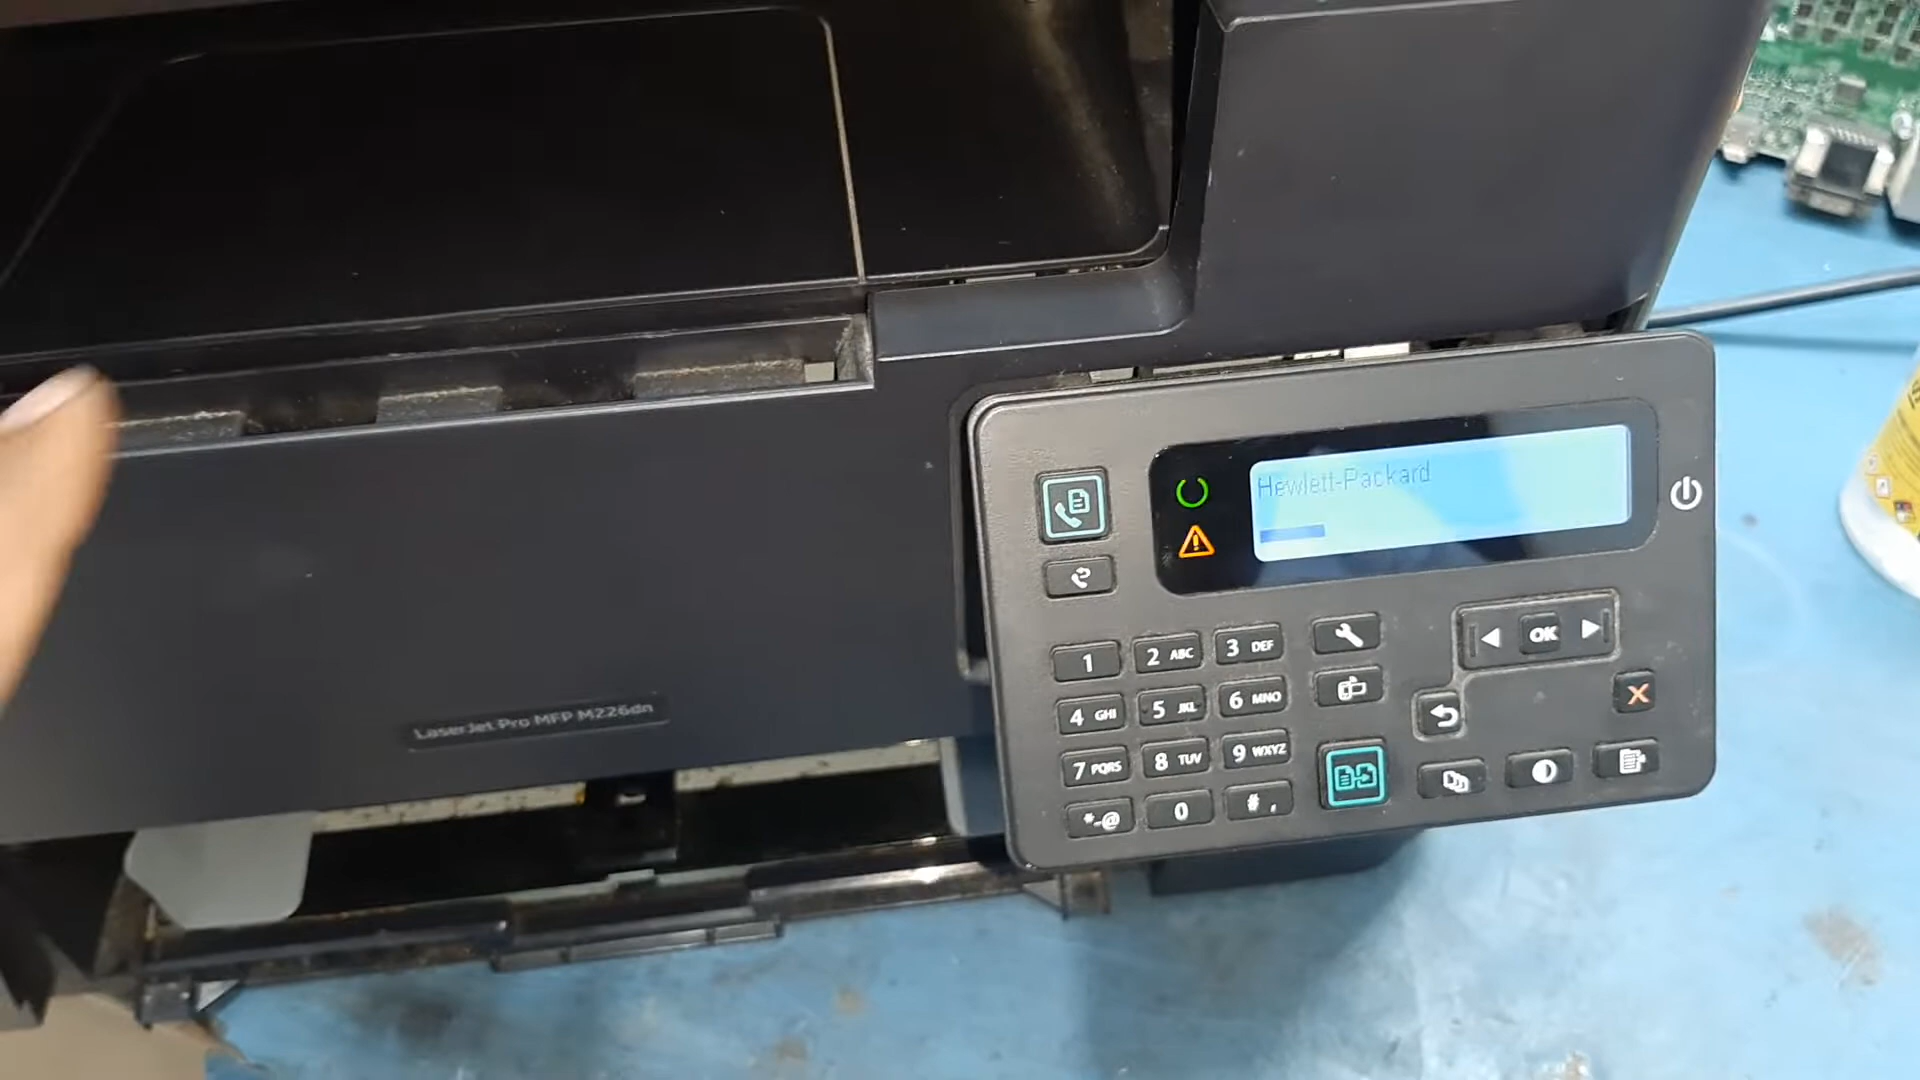 Hewlett-Packard
LaserJet Pro MFP M226dn
1
2 ABC
3 DEF
4 GHI
5 JKL
6 MNO
7 PQRS
8 TUV
9 WXYZ
*-@
0
# ,
OK